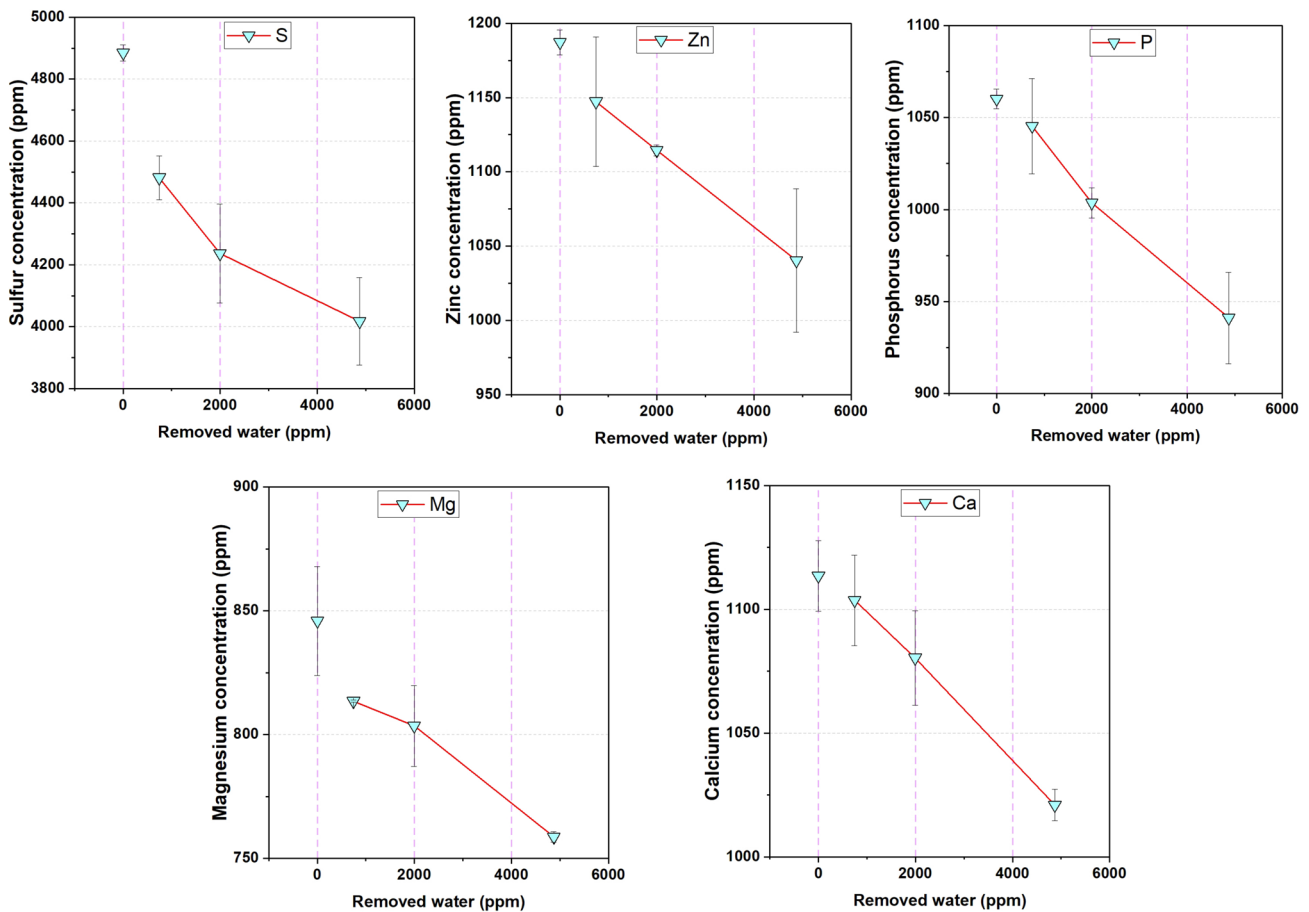 S
Sulfur concentration (ppm)
5000
4800
4600
4400
4200
4000
3800
0 2000 4000 6000
Removed water (ppm)
Zn
Zinc concentration (ppm)
1200
1150
1100
1050
1000
950
0 2000 4000 6000
Removed water (ppm)
P
Phosphorus concentration (ppm)
1100
1050
1000
950
900
0 2000 4000 6000
Removed water (ppm)
Mg
Magnesium concentration (ppm)
900
850
800
750
0 2000 4000 6000
Removed water (ppm)
Ca
Calcium concenration (ppm)
1150
1100
1050
1000
0 2000 4000 6000
Removed water (ppm)